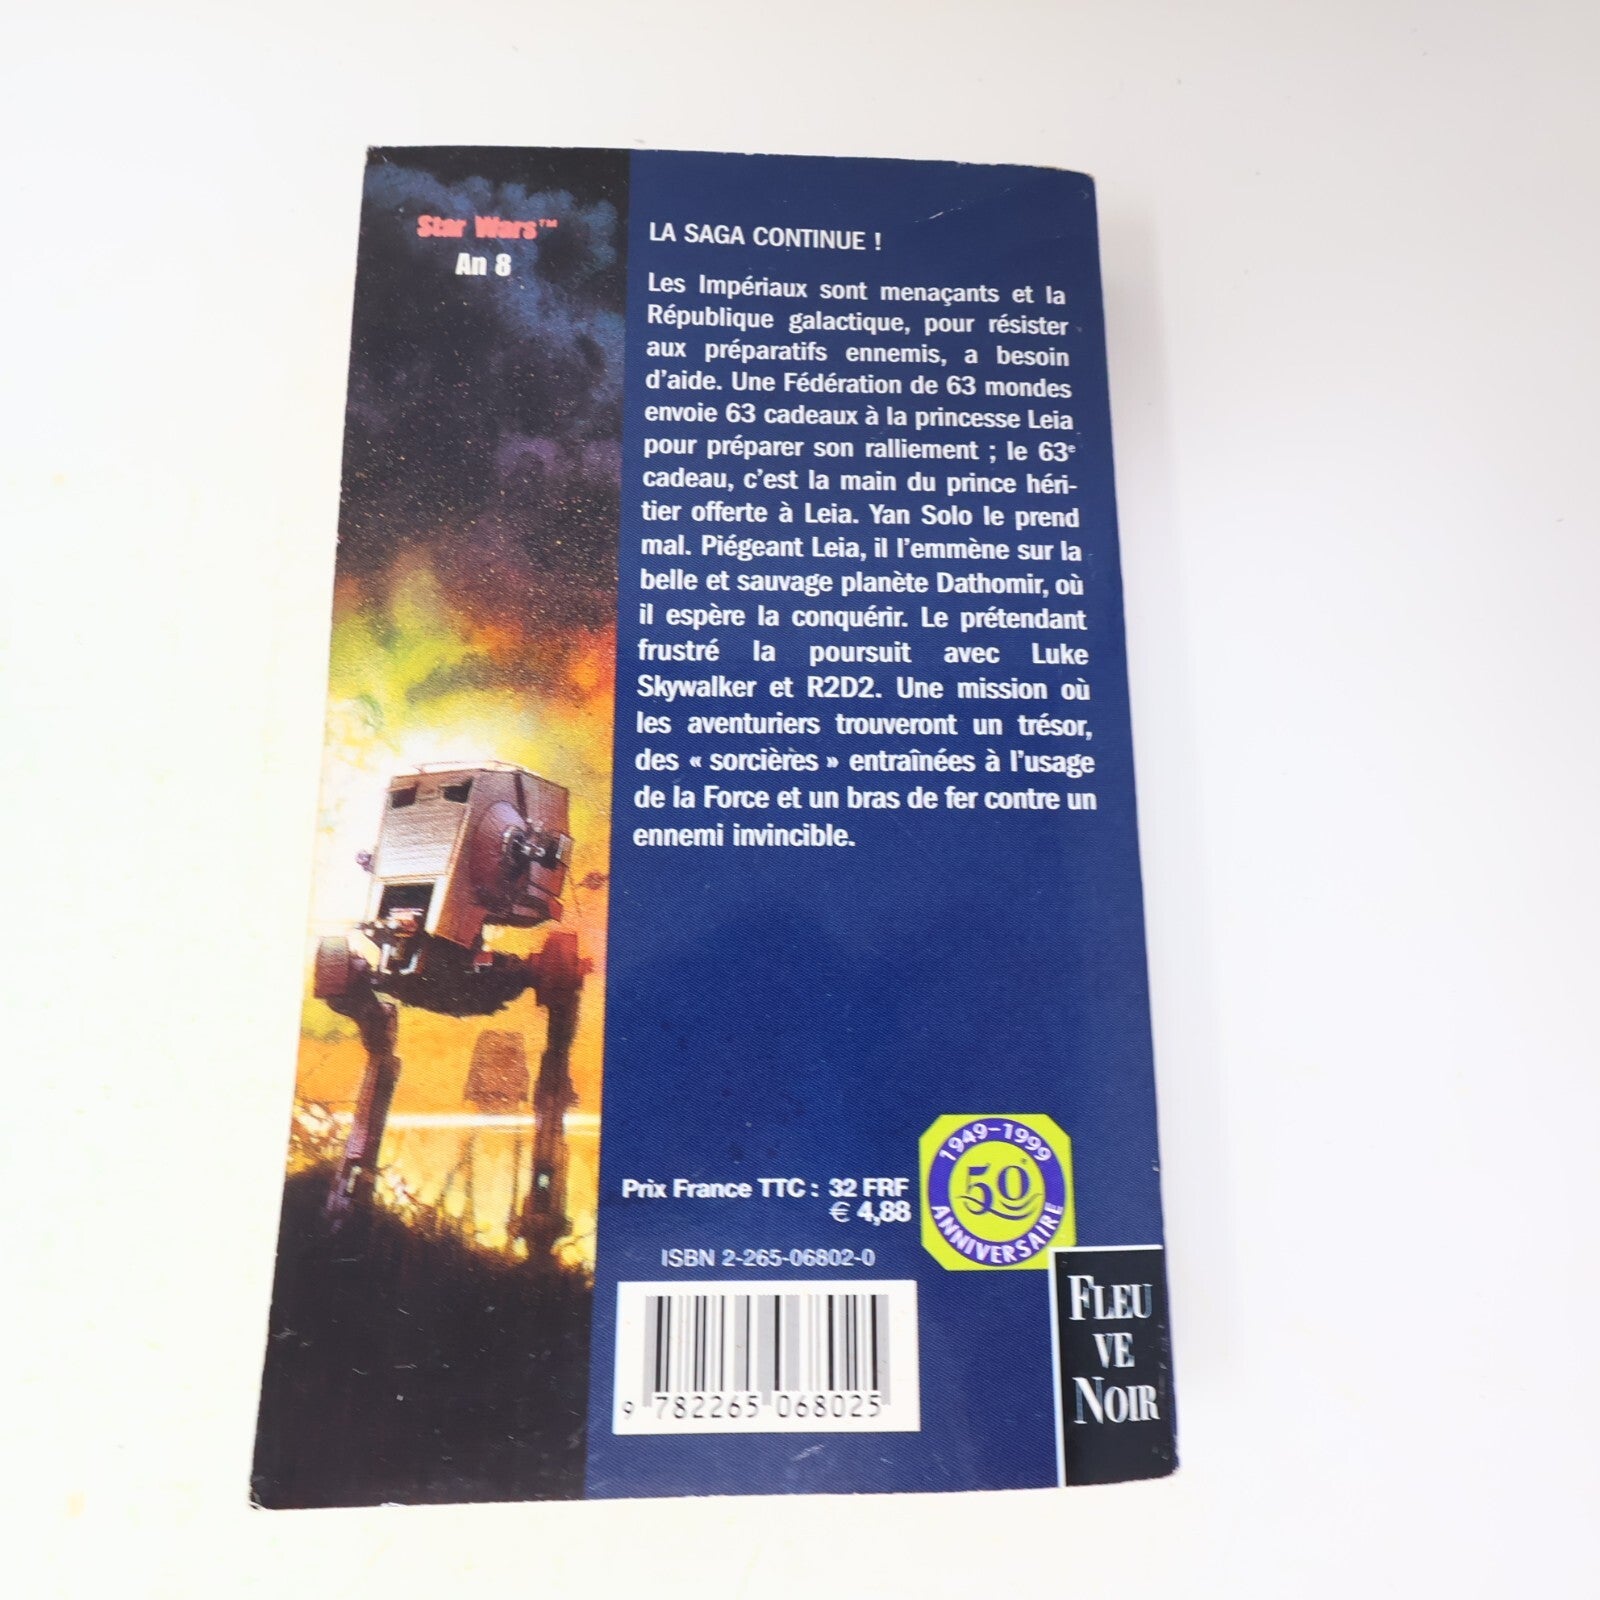 Star Wars™
An 8
LA SAGA CONTINUE !
Les Impériaux sont menaçants et la
République galactique, pour résister
aux préparatifs ennemis, a besoin
d'aide. Une Fédération de 63 mondes
envoie 63 cadeaux à la princesse Leia
pour préparer son ralliement ; le 63e
cadeau, c'est la main du prince héri-
tier offerte à Leia. Yan Solo le prend
mal. Piégeant Leia, il l'emmène sur la
belle et sauvage planète Dathomir, où
il espère la conquérir. Le prétendant
frustré la poursuit avec Luke
Skywalker et R2D2. Une mission où
les aventuriers trouveront un trésor,
des « sorcières » entraînées à l'usage
de la Force et un bras de fer contre un
ennemi invincible.
Prix France TTC : 32 FRF
€ 4,88
1949-1999
50e
ANNIVERSAIRE
ISBN 2-265-06802-0
9 782265 068025
FLEU
VE
NOIR